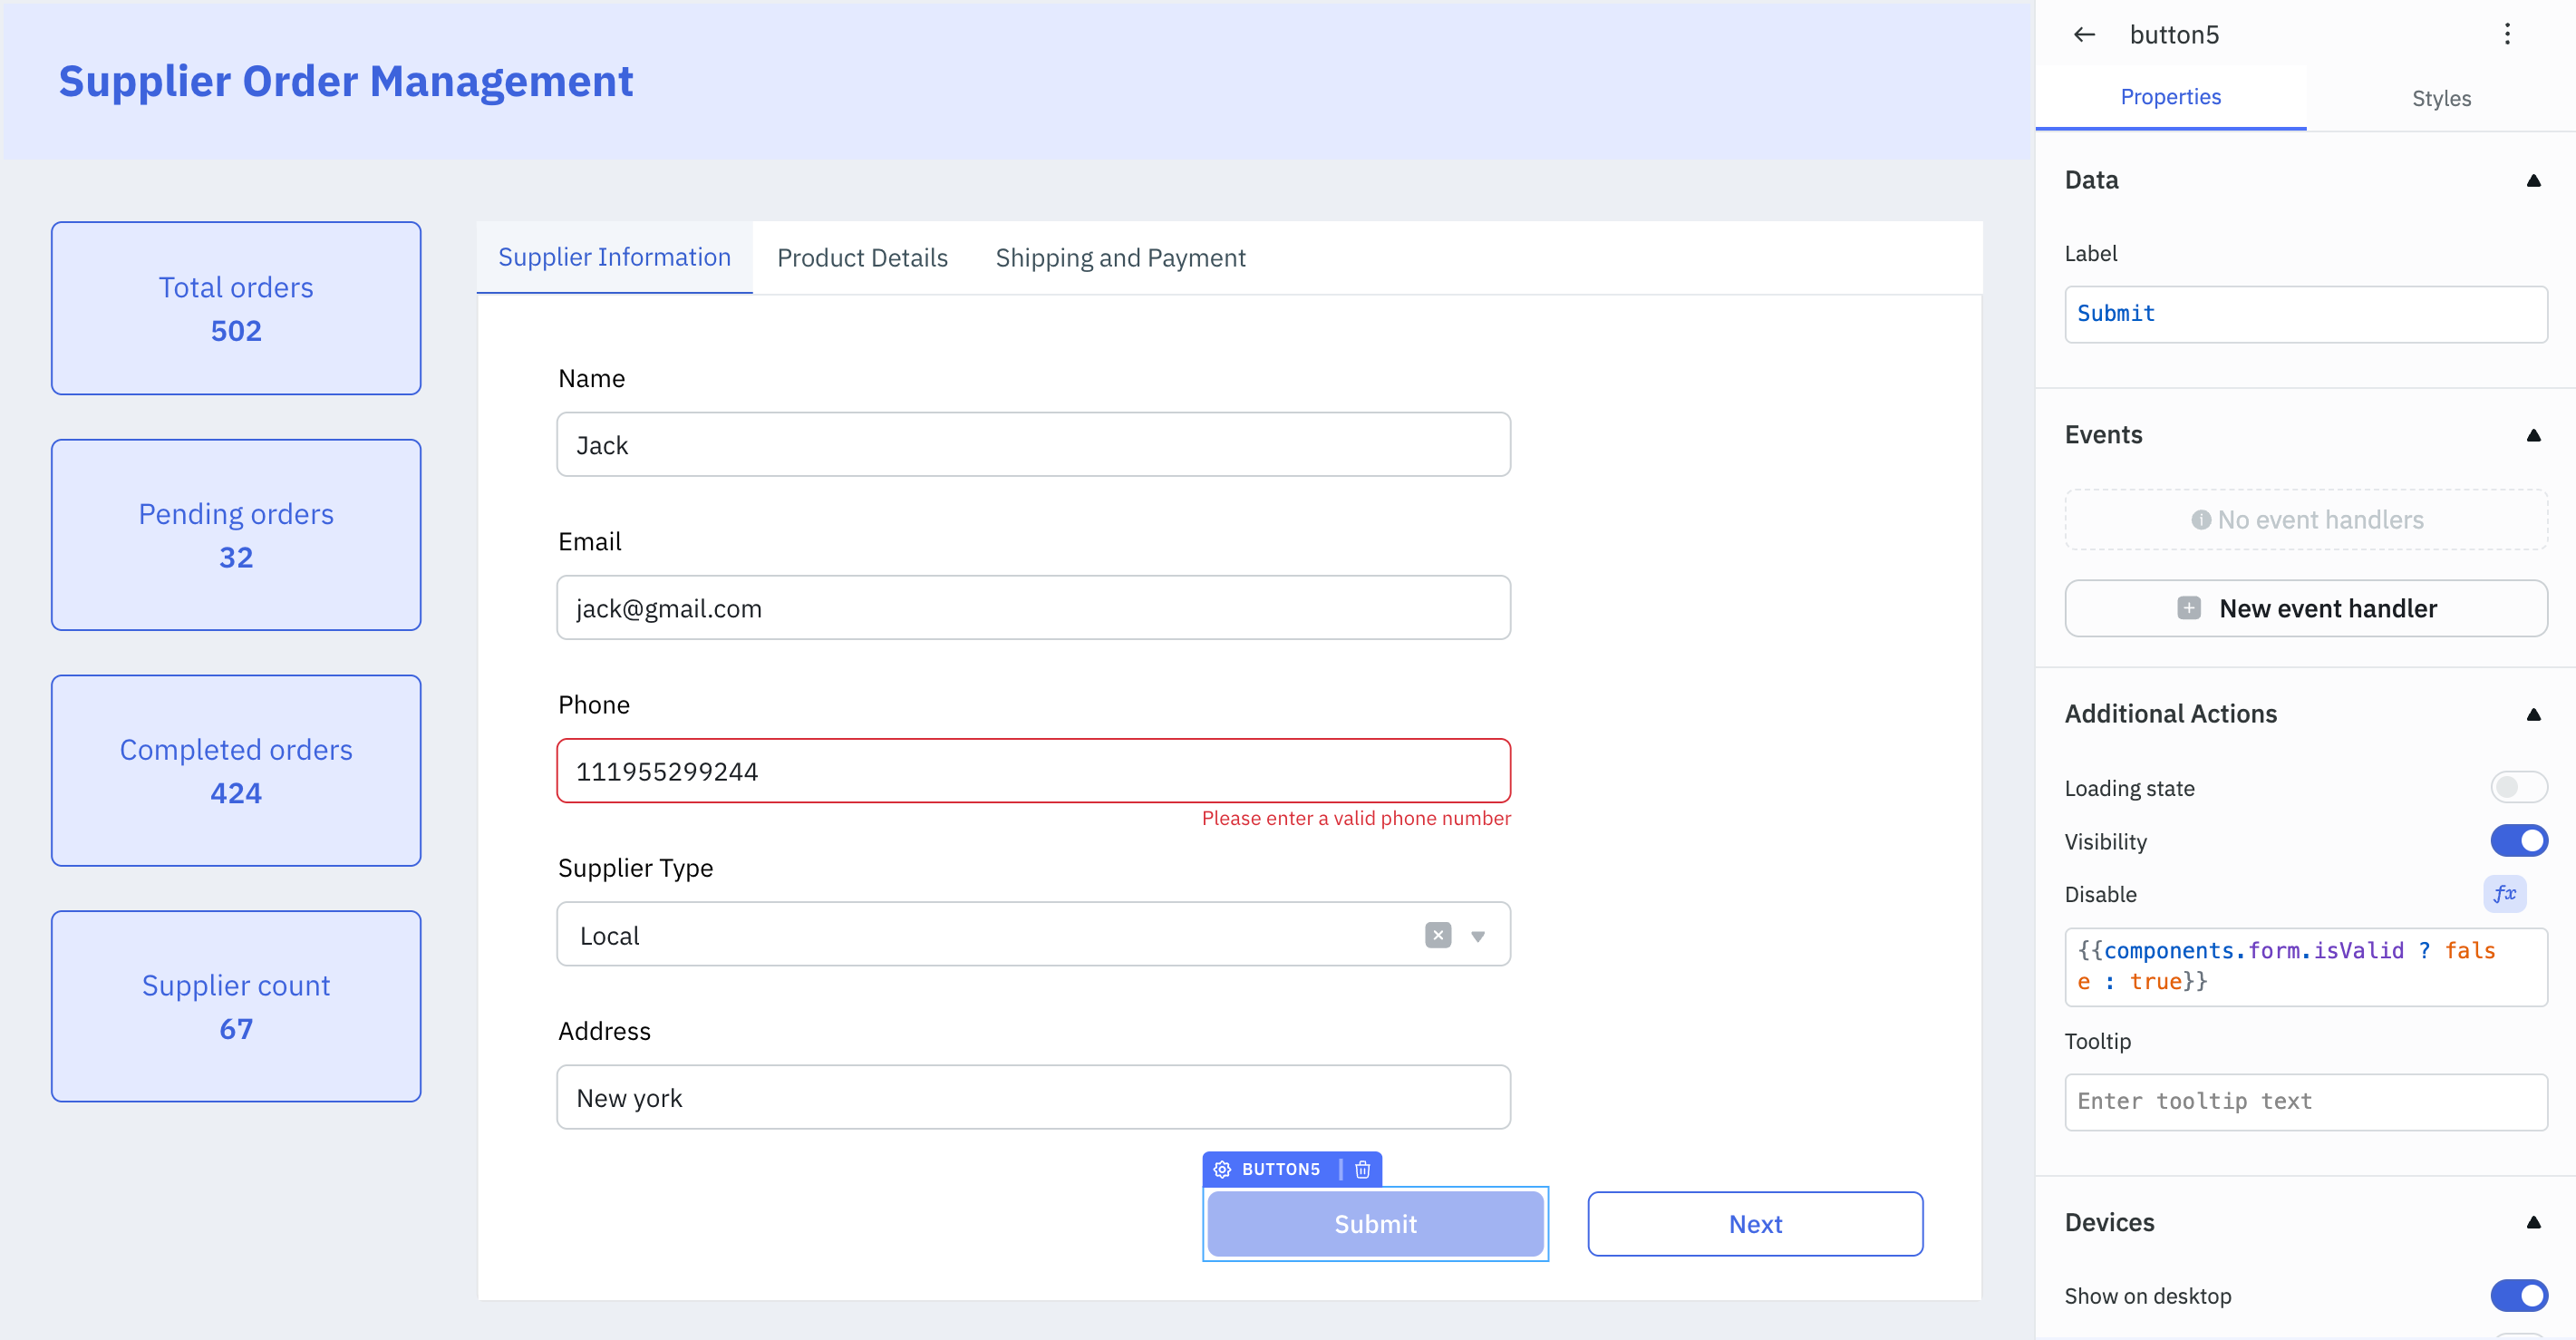 Supplier Order Management
Total orders
502
Pending orders
32
Completed orders
424
Supplier count
67
Supplier Information
Product Details
Shipping and Payment
Name
Jack
Email
jack@gmail.com
Phone
111955299244
Please enter a valid phone number
Supplier Type
Local
Address
New york
BUTTON5
Submit
Next
button5
Properties
Styles
Data
Label
Submit
Events
No event handlers
New event handler
Additional Actions
Loading state
Visibility
Disable
fx
{{components.form.isValid ? fals
e : true}}
Tooltip
Enter tooltip text
Devices
Show on desktop